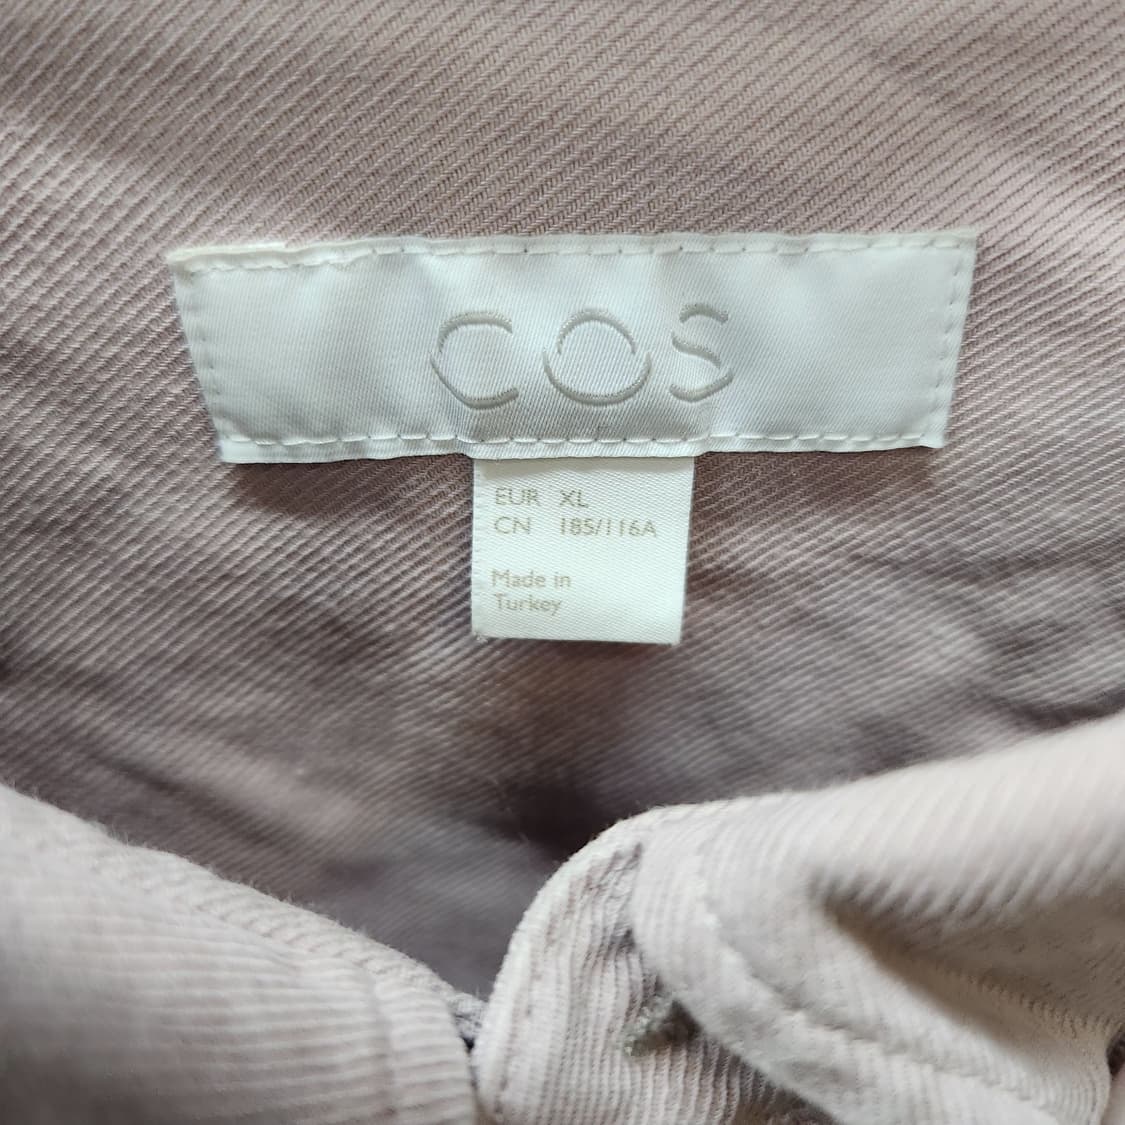 COS
EUR XL
CN 185/116A
Made in
Turkey